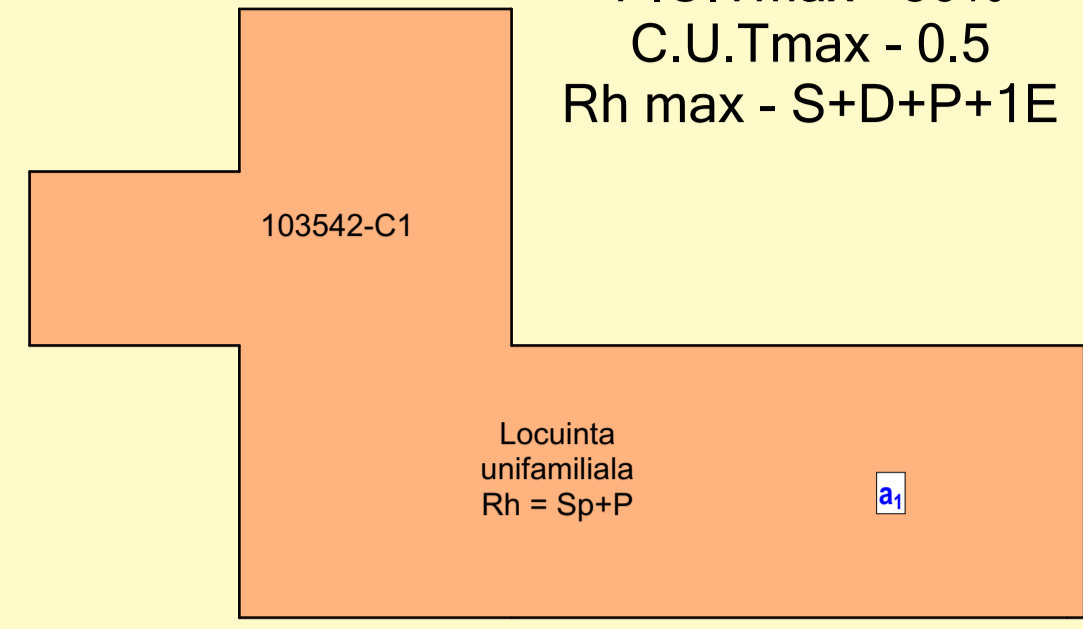 C.U.Tmax - 0.5
Rh max - S+D+P+1E
103542-C1
Locuinta
unifamiliala
Rh = Sp+P
a₁